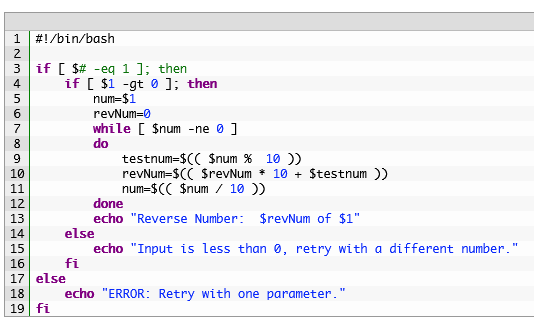 1 #!/bin/bash
2
3 if [ $# -eq 1 ]; then
4     if [ $1 -gt 0 ]; then
5         num=$1
6         revNum=0
7         while [ $num -ne 0 ]
8         do
9             testnum=$(( $num %  10 ))
10             revNum=$(( $revNum * 10 + $testnum ))
11             num=$(( $num / 10 ))
12         done
13         echo "Reverse Number:  $revNum of $1"
14     else
15         echo "Input is less than 0, retry with a different number."
16     fi
17 else
18     echo "ERROR: Retry with one parameter."
19 fi